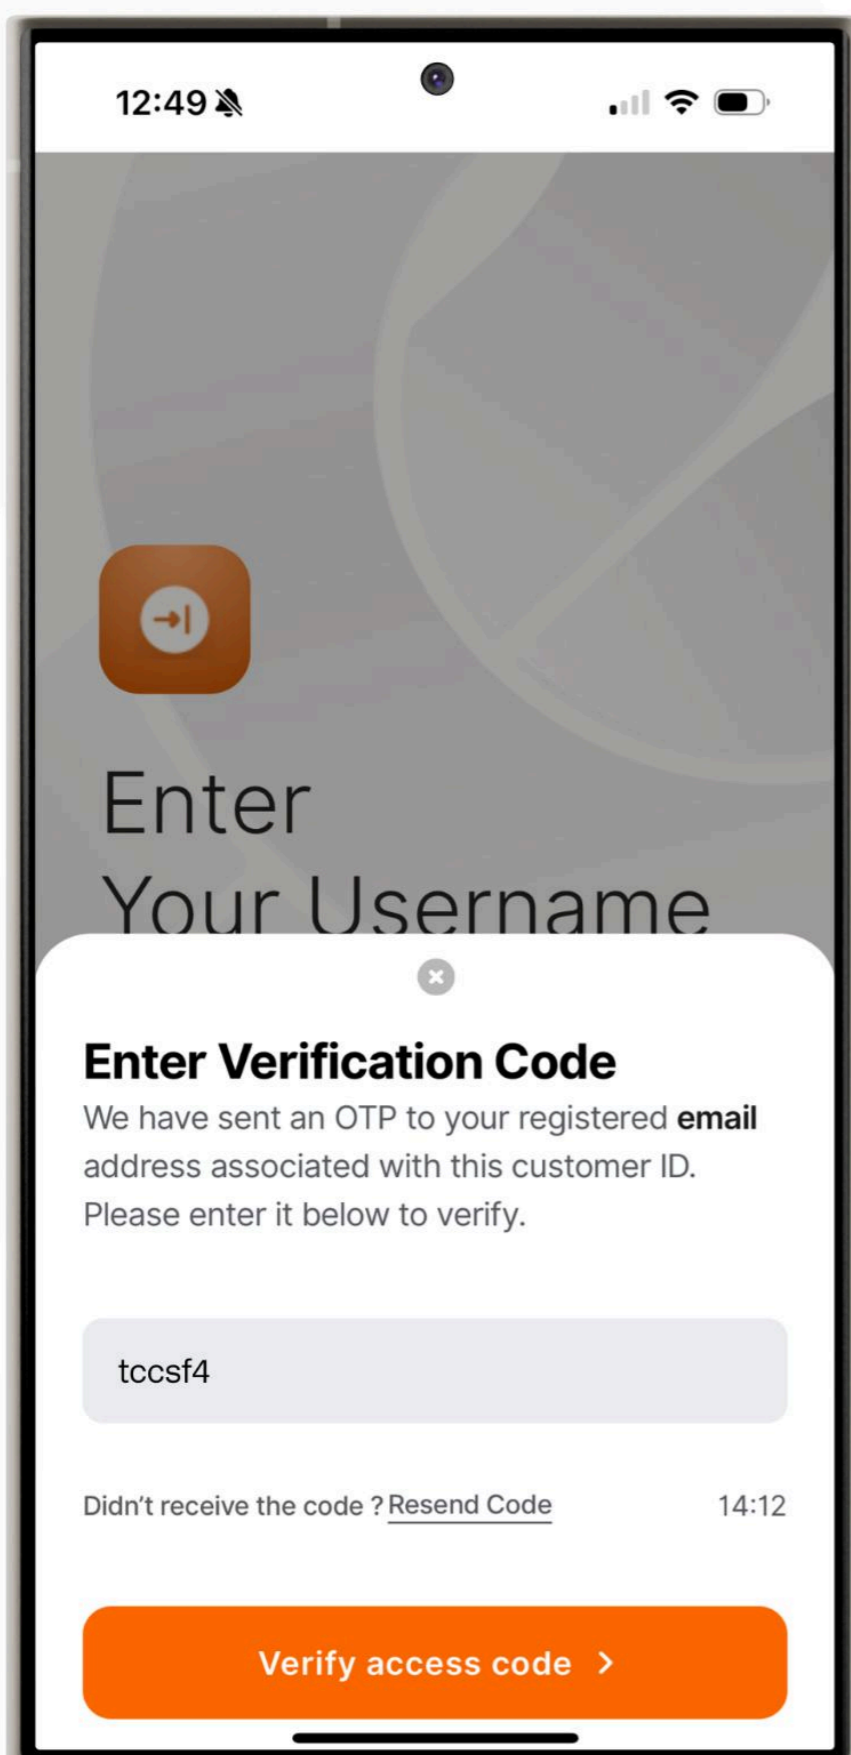 12:49
Enter
Your Username
Enter Verification Code
We have sent an OTP to your registered email
address associated with this customer ID.
Please enter it below to verify.
tccsf4
Didn't receive the code ? Resend Code 14:12
Verify access code